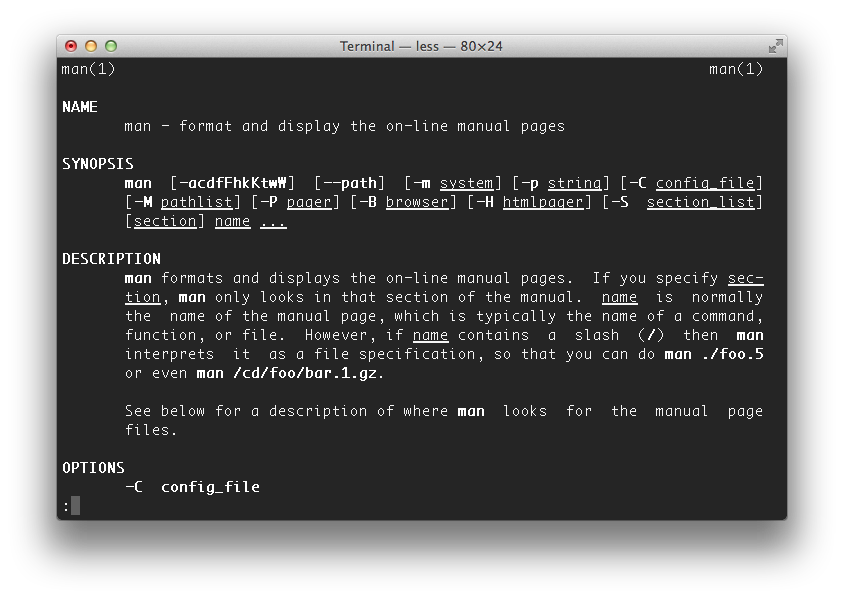 Terminal — less — 80×24
man(1) man(1)
NAME
man - format and display the on-line manual pages
SYNOPSIS
man [-acdfFhkKtwW] [--path] [-m system] [-p string] [-C config_file]
[-M pathlist] [-P pager] [-B browser] [-H htmlpager] [-S section_list]
[section] name ...
DESCRIPTION
man formats and displays the on-line manual pages. If you specify sec-
tion, man only looks in that section of the manual. name is normally
the name of the manual page, which is typically the name of a command,
function, or file. However, if name contains a slash (/) then man
interprets it as a file specification, so that you can do man ./foo.5
or even man /cd/foo/bar.1.gz.
See below for a description of where man looks for the manual page
files.
OPTIONS
-C config_file
: